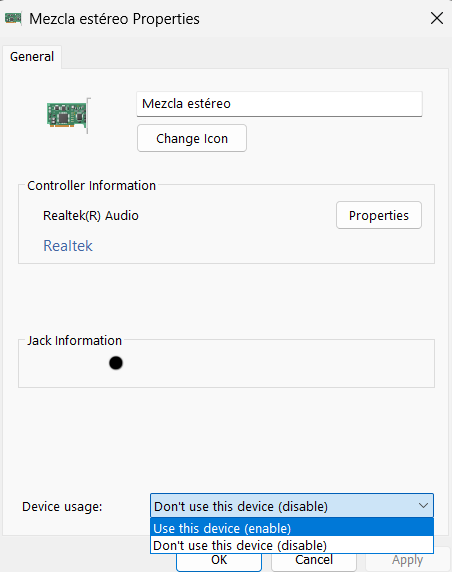 Mezcla estéreo Properties
General
Mezcla estéreo
Change Icon
Controller Information
Realtek(R) Audio
Properties
Realtek
Jack Information
Device usage:
Don't use this device (disable)
Use this device (enable)
Don't use this device (disable)
OK
Cancel
Apply